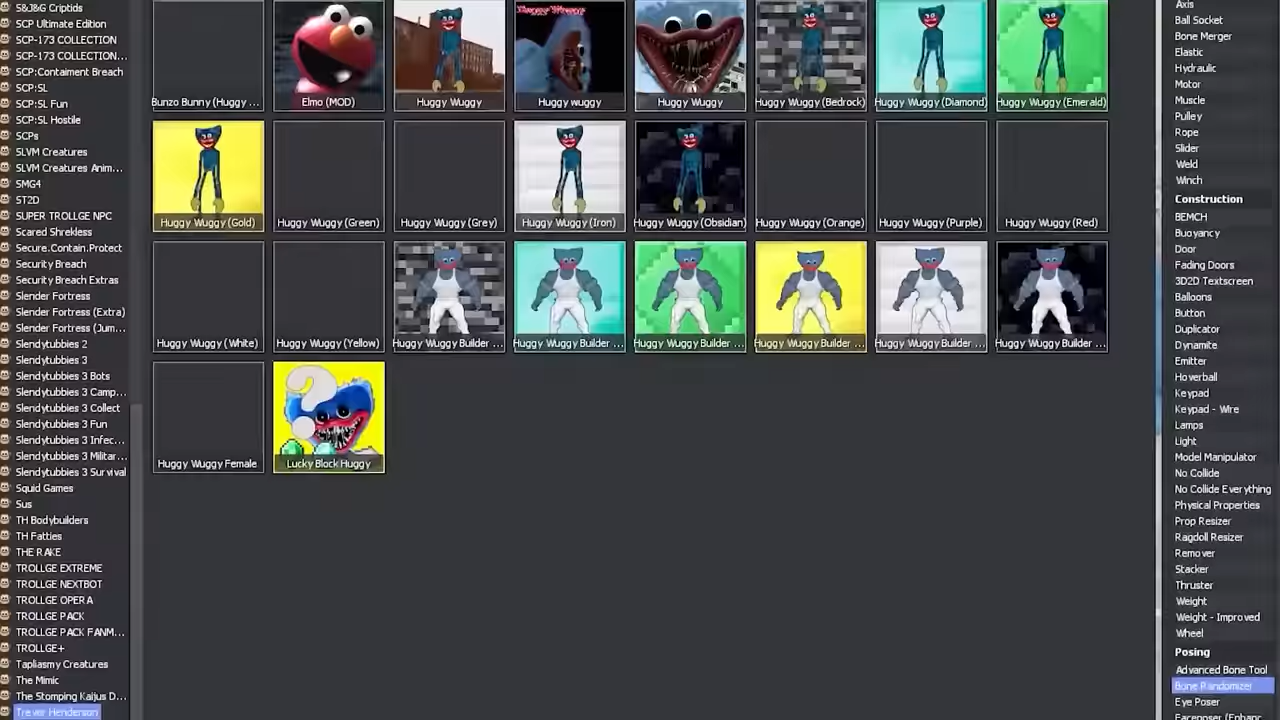 S&J&G Criptids
SCP Ultimate Edition
SCP-173 COLLECTION
SCP-173 COLLECTION...
SCP:Contaiment Breach
SCP:SL
SCP:SL Fun
SCP:SL Hostile
SCPs
SLVM Creatures
SLVM Creatures Anim...
SMG4
ST2D
SUPER TROLLGE NPC
Scared Shrekless
Secure.Contain.Protect
Security Breach
Security Breach Extras
Slender Fortress
Slender Fortress (Extra)
Slender Fortress (Jum...
Slendytubbies 2
Slendytubbies 3
Slendytubbies 3 Bots
Slendytubbies 3 Camp...
Slendytubbies 3 Collect
Slendytubbies 3 Fun
Slendytubbies 3 Infec...
Slendytubbies 3 Militar...
Slendytubbies 3 Survival
Squid Games
Sus
TH Bodybuilders
TH Fatties
THE RAKE
TROLLGE EXTREME
TROLLGE NEXTBOT
TROLLGE OPERA
TROLLGE PACK
TROLLGE PACK FANM...
TROLLGE+
Tapliasmy Creatures
The Mimic
The Stomping Kaijus D...
Trever Henderson
Huggy Wuggy
Bunzo Bunny (Huggy ...
Elmo (MOD)
Huggy Wuggy
Huggy wuggy
Huggy Wuggy
Huggy Wuggy (Bedrock)
Huggy Wuggy (Diamond)
Huggy Wuggy (Emerald)
Huggy Wuggy (Gold)
Huggy Wuggy (Green)
Huggy Wuggy (Grey)
Huggy Wuggy (Iron)
Huggy Wuggy (Obsidian)
Huggy Wuggy (Orange)
Huggy Wuggy (Purple)
Huggy Wuggy (Red)
Huggy Wuggy (White)
Huggy Wuggy (Yellow)
Huggy Wuggy Builder ...
Huggy Wuggy Builder ...
Huggy Wuggy Builder ...
Huggy Wuggy Builder ...
Huggy Wuggy Builder ...
Huggy Wuggy Builder ...
Huggy Wuggy Female
?
Lucky Block Huggy
Axis
Ball Socket
Bone Merger
Elastic
Hydraulic
Motor
Muscle
Pulley
Rope
Slider
Weld
Winch
Construction
BEMCH
Buoyancy
Door
Fading Doors
3D2D Textscreen
Balloons
Button
Duplicator
Dynamite
Emitter
Hoverball
Keypad
Keypad - Wire
Lamps
Light
Model Manipulator
No Collide
No Collide Everything
Physical Properties
Prop Resizer
Ragdoll Resizer
Remover
Stacker
Thruster
Weight
Weight - Improved
Wheel
Posing
Advanced Bone Tool
Bone Randomizer
Eye Poser
Faceposer (Enhanc...